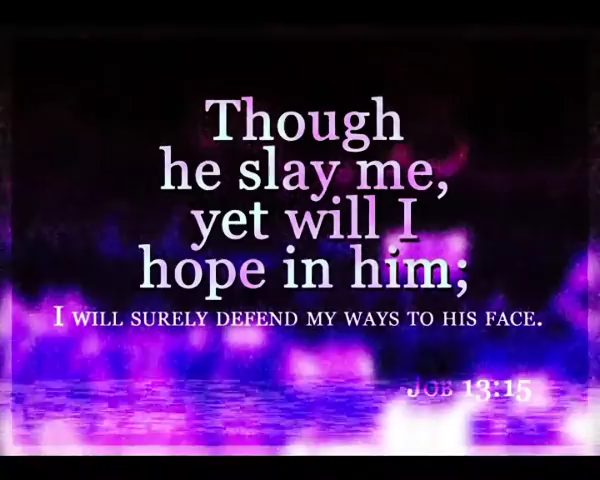 Though
he slay me,
yet will I
hope in him;
I will surely defend my ways to his face.
Job 13:15